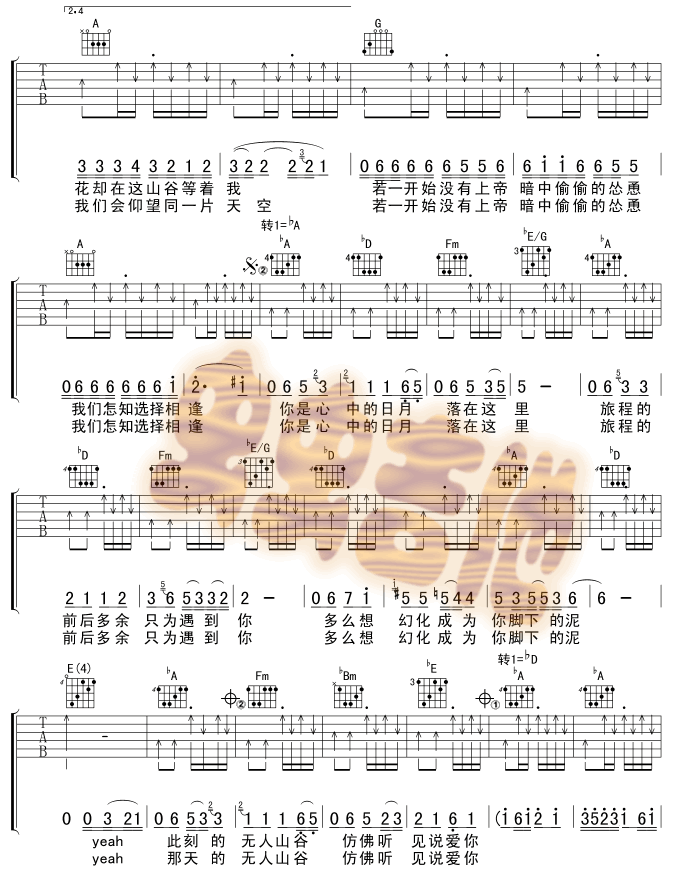 2.4
A G
T A B
3 3 3 4 3 2 1 2 3 2 2 2 2 1 0 6 6 6 6 6 5 5 6 6 i i 6 6 5 5
花却在这山谷等着 我 若一开始没有上帝 暗中偷偷的怂恿
我们会仰望同一片 天 空 若一开始没有上帝 暗中偷偷的怂恿
转1=♭A
A ② ♭A ♭D Fm ♭E/G ♭A
T A B
0 6 6 6 6 6 6 i 2· #i 0 6 5 3 1 1 1 6 5 0 6 5 3 5 5 - 0 6 3 3
我们怎知选择相 逢 你是心 中的日月 落在这 里 旅程的
我们怎知选择相 逢 你是心 中的日月 落在这 里 旅程的
♭D Fm ♭E/G ♭D ♭A ♭D
T A B
2 1 1 2 3 6 5 3 3 2 2 - 0 6 7 i #5 5 ♮5 4 4 5 3 5 5 3 6 6 -
前后多余 只为遇到 你 多么想 幻化成为 你脚下 的泥
前后多余 只为遇到 你 多么想 幻化成为 你脚下 的泥
转1=♭D
E(4) ♭A ② Fm ♭Bm ♭E ① ♭A ♭A
T A B
0 0 3 2 1 0 6 5 3 3 1 1 1 6 5 0 6 5 2 3 2 1 6 1 (i 6 i 2 i 3 5 2 3 i 6 i
yeah 此刻 的 无人山谷 仿佛听 见说爱你
yeah 那天 的 无人山谷 仿佛听 见说爱你